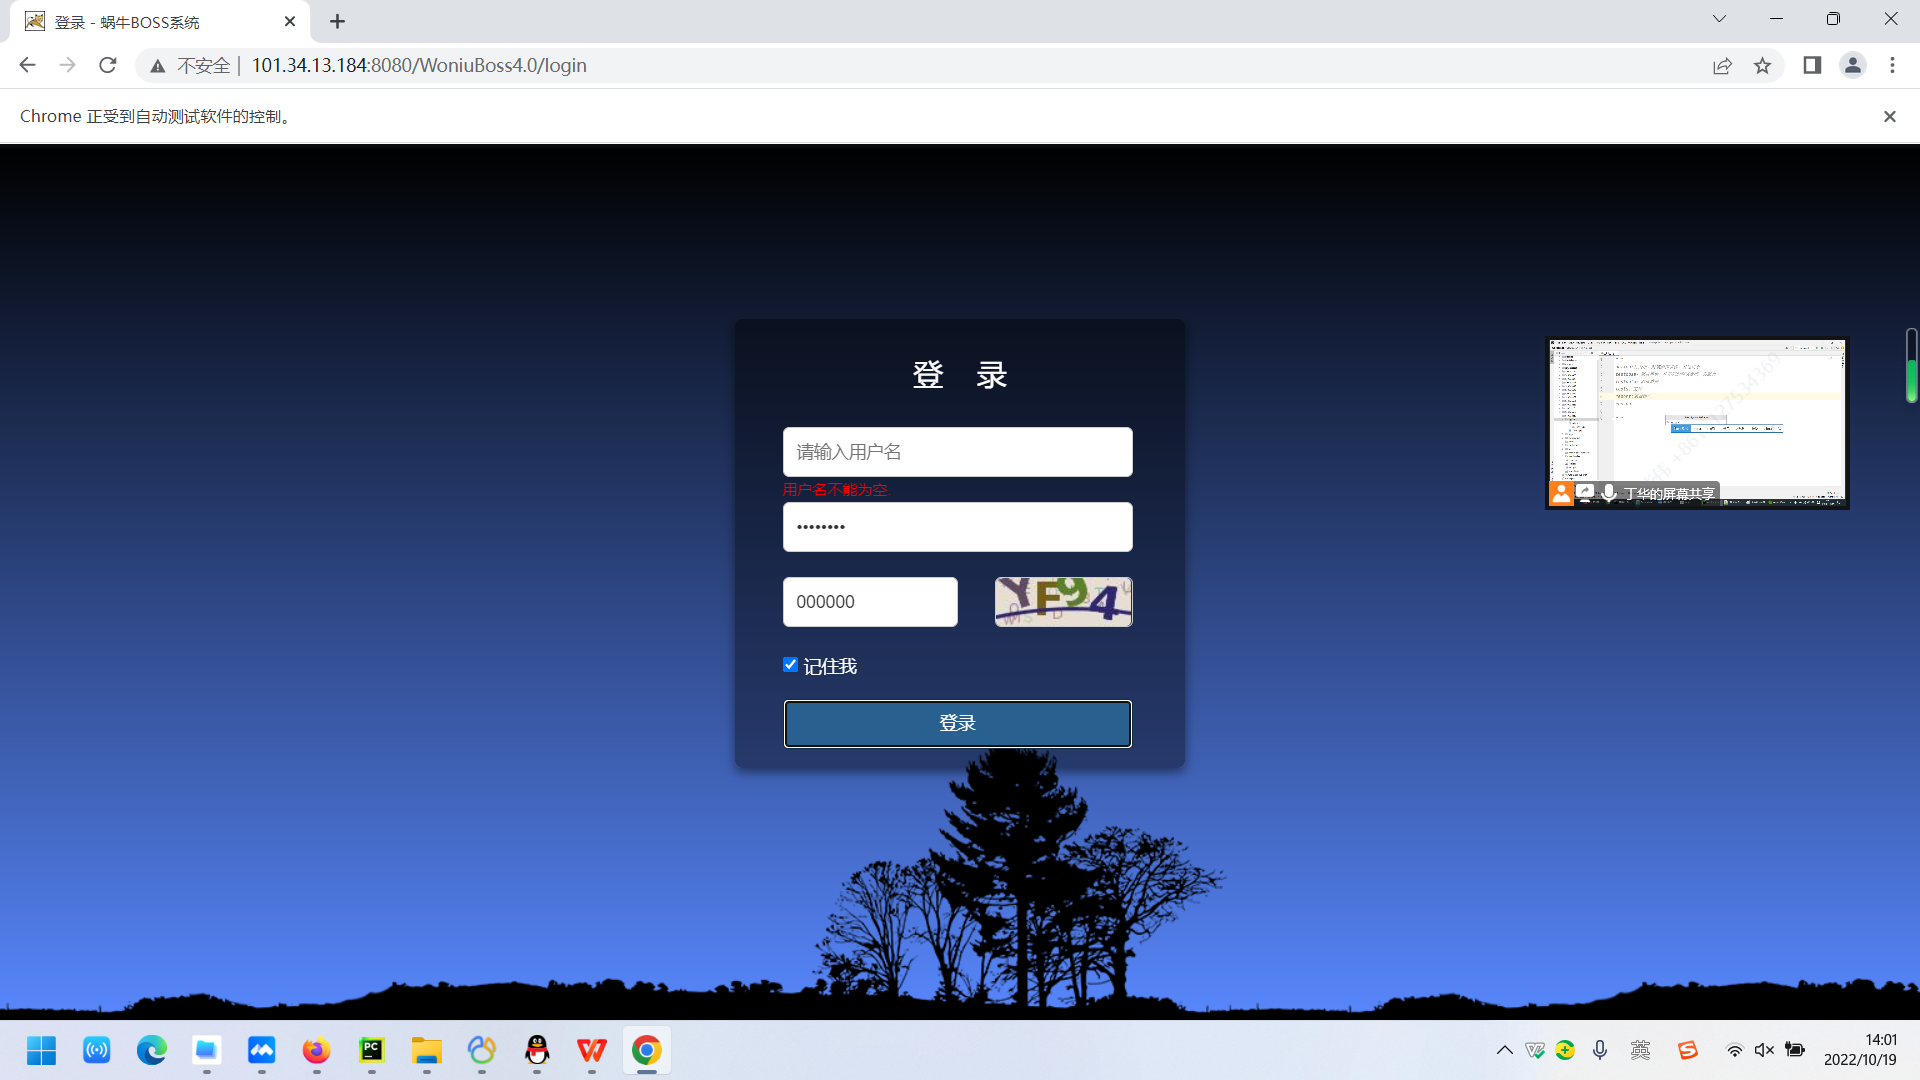 登录 - 蜗牛BOSS系统
不安全 | 101.34.13.184:8080/WoniuBoss4.0/login
Chrome 正受到自动测试软件的控制。
登 录
请输入用户名
用户名不能为空.
••••••••
000000
YF94
记住我
登录
丁华的屏幕共享
英
14:01
2022/10/19